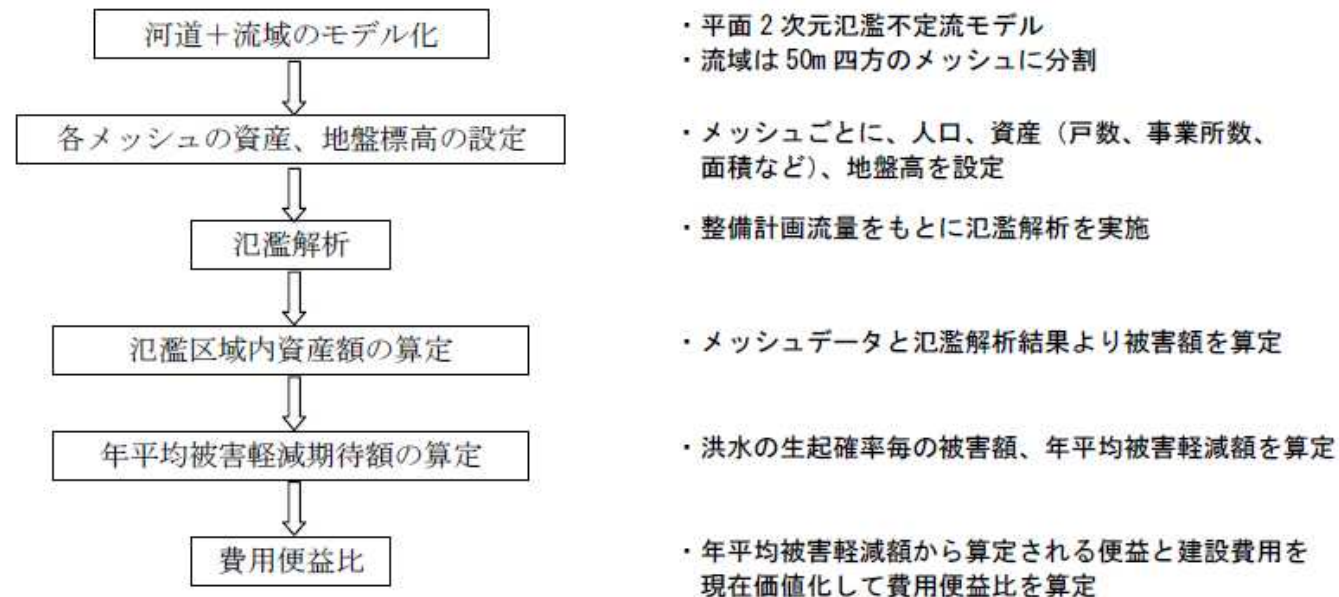 河道＋流域のモデル化
・平面２次元氾濫不定流モデル
・流域は 50m 四方のメッシュに分割
各メッシュの資産、地盤標高の設定
・メッシュごとに、人口、資産（戸数、事業所数、
面積など）、地盤高を設定
氾濫解析
・整備計画流量をもとに氾濫解析を実施
氾濫区域内資産額の算定
・メッシュデータと氾濫解析結果より被害額を算定
年平均被害軽減期待額の算定
・洪水の生起確率毎の被害額、年平均被害軽減額を算定
費用便益比
・年平均被害軽減額から算定される便益と建設費用を
現在価値化して費用便益比を算定